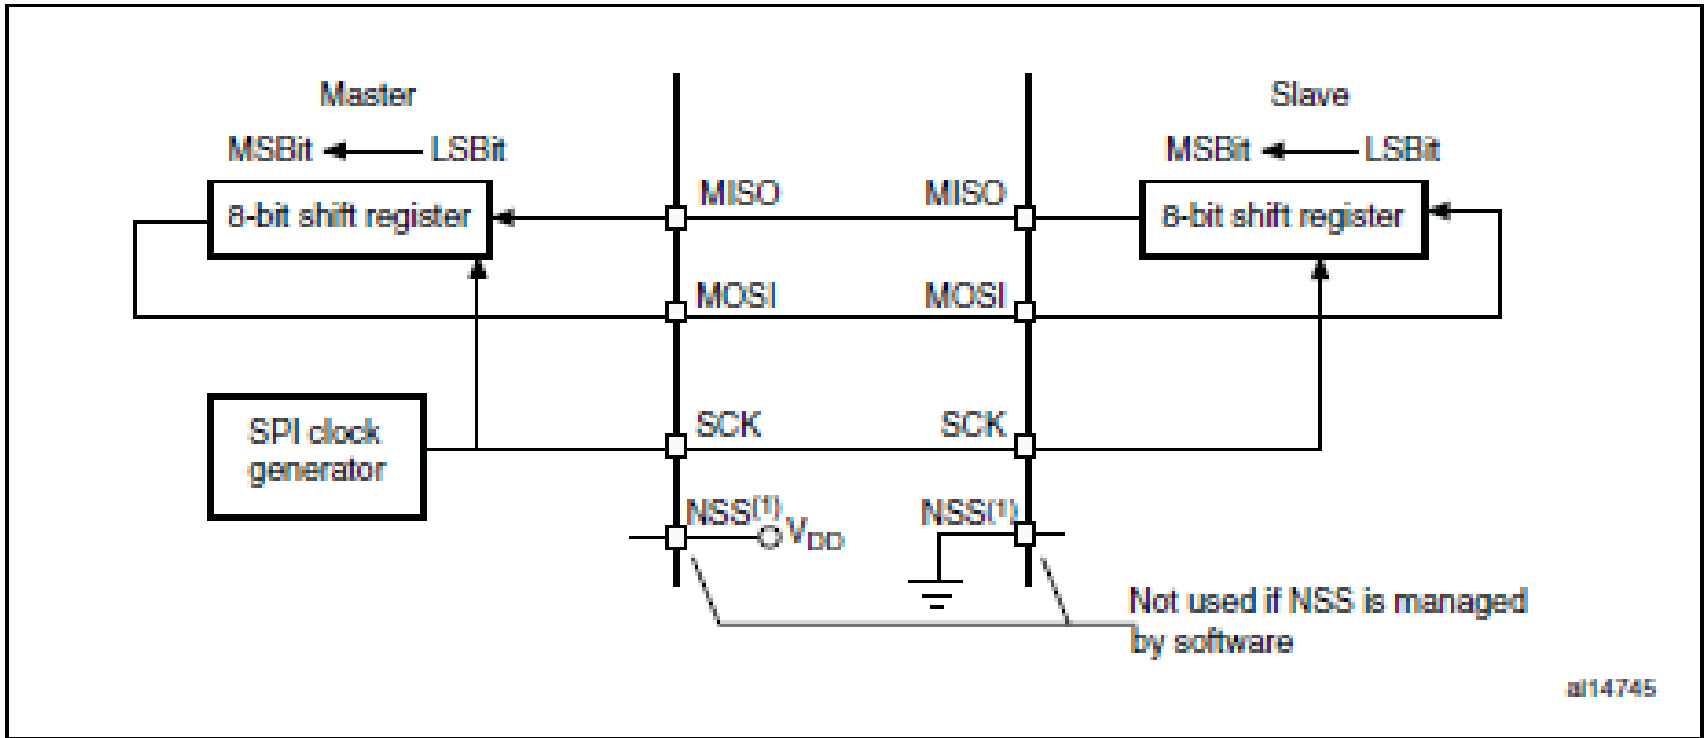 Master
Slave
MSBit LSBit
MSBit LSBit
MISO
MISO
8-bit shift register
8-bit shift register
MOSI
MOSI
SPI clock
generator
SCK
SCK
NSS(1)
VDD
NSS(1)
Not used if NSS is managed
by software
ai14745